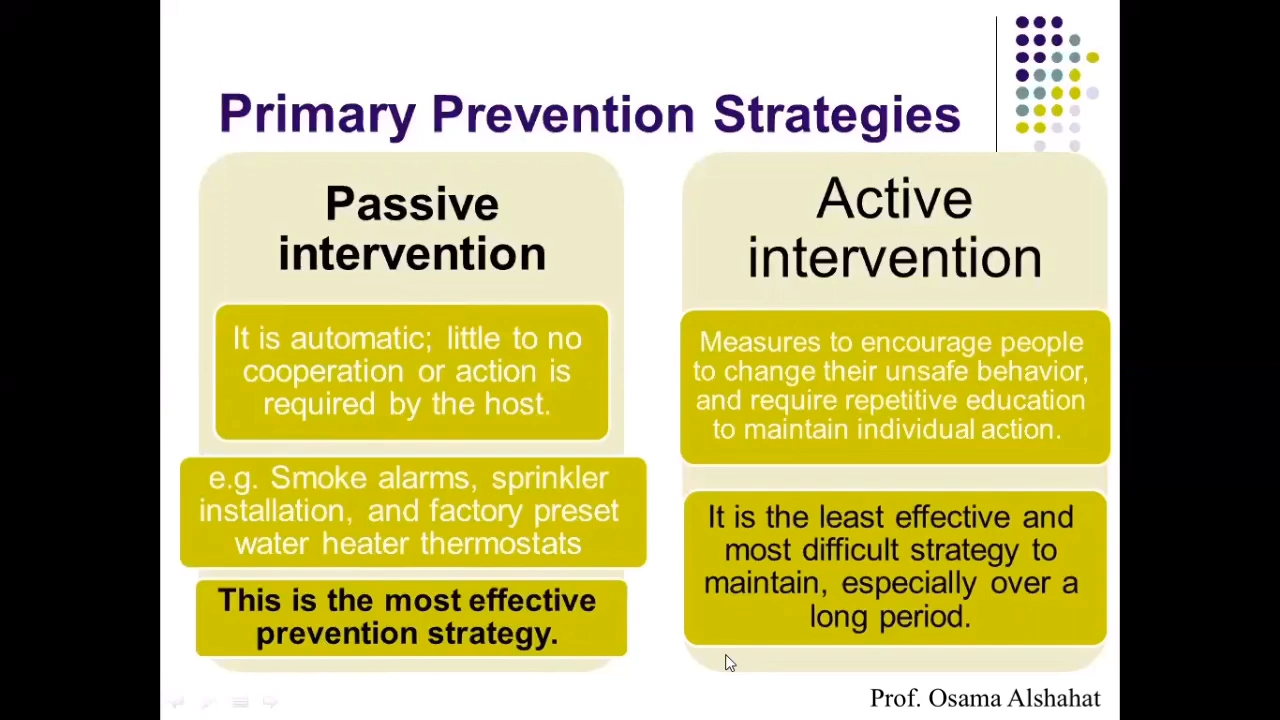 Primary Prevention Strategies
Passive
intervention
It is automatic; little to no
cooperation or action is
required by the host.
e.g. Smoke alarms, sprinkler
installation, and factory preset
water heater thermostats
This is the most effective
prevention strategy.
Active
intervention
Measures to encourage people
to change their unsafe behavior,
and require repetitive education
to maintain individual action.
It is the least effective and
most difficult strategy to
maintain, especially over a
long period.
Prof. Osama Alshahat